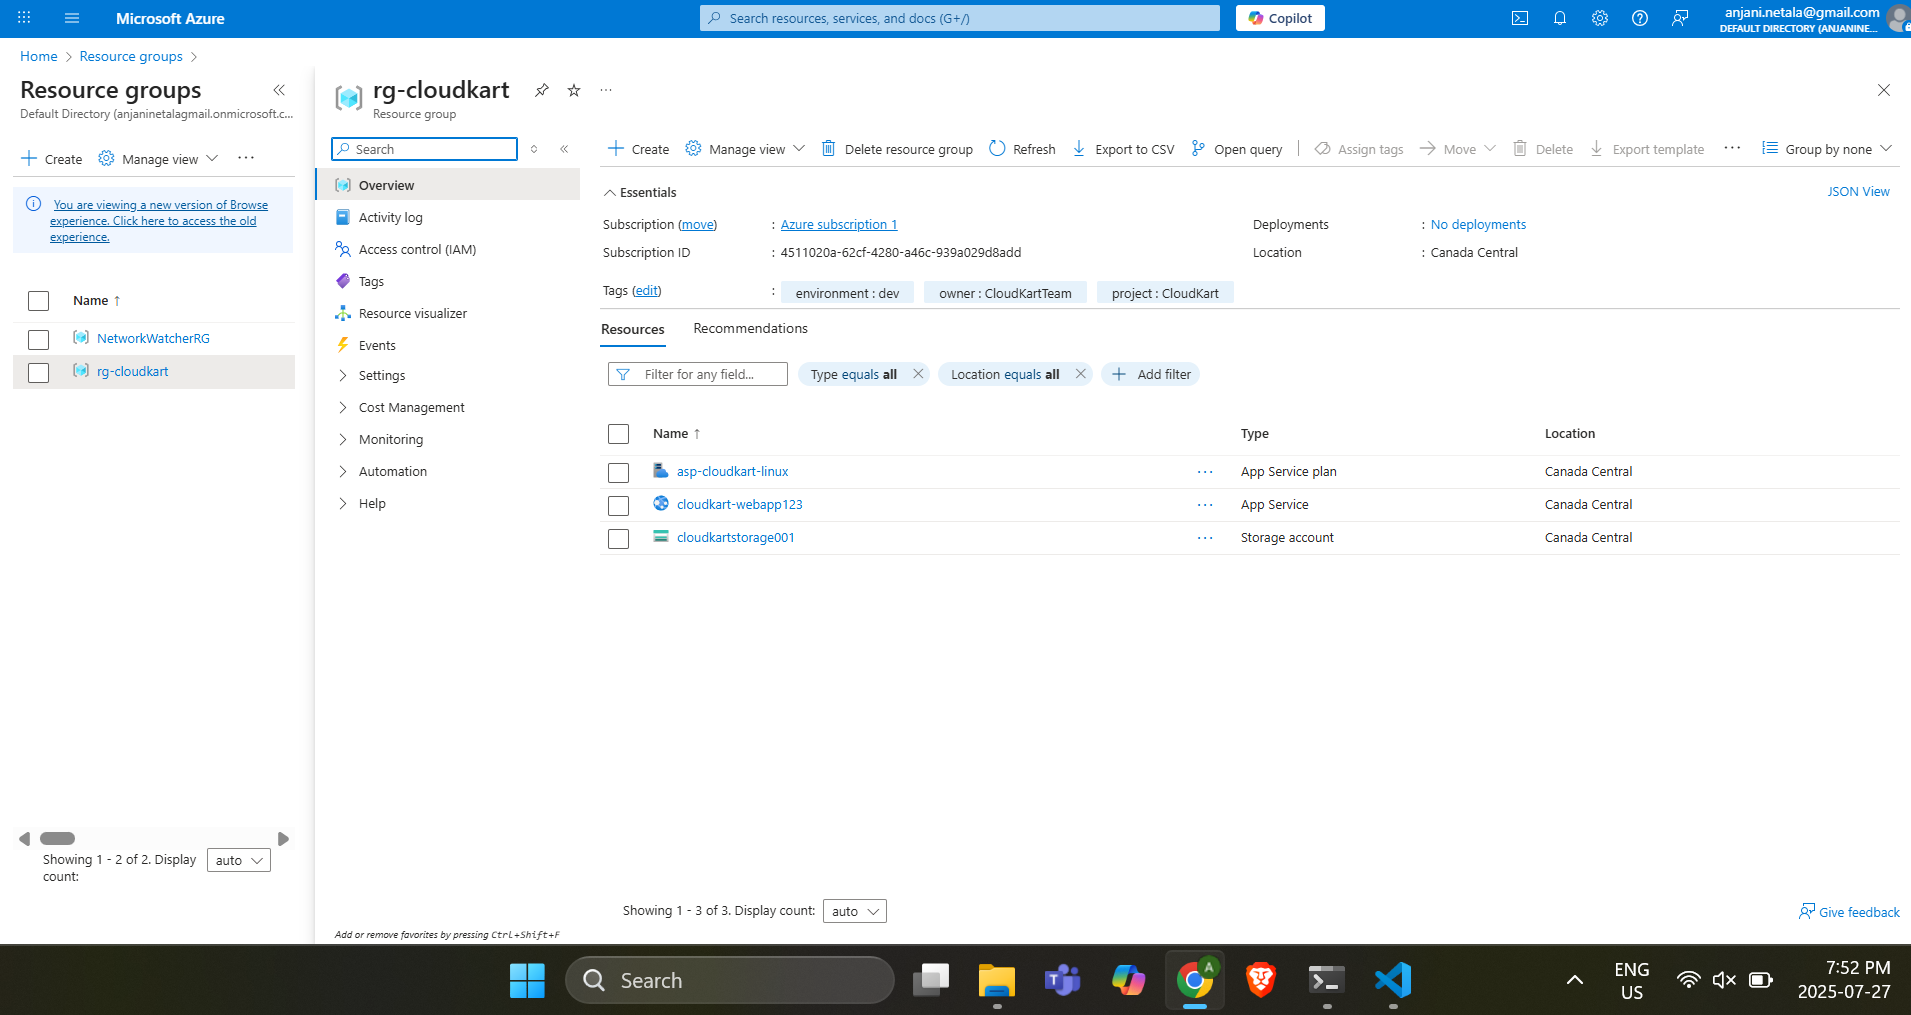 Microsoft Azure
Search resources, services, and docs (G+/)
Copilot
anjani.netala@gmail.com
DEFAULT DIRECTORY (ANJANINE...
Home > Resource groups >
Resource groups
Default Directory (anjaninetalagmail.onmicrosoft.c...
Create Manage view ...
You are viewing a new version of Browse
experience. Click here to access the old
experience.
Name ↑
NetworkWatcherRG
rg-cloudkart
Showing 1 - 2 of 2. Display
count:
auto
rg-cloudkart
Resource group
Search
Overview
Activity log
Access control (IAM)
Tags
Resource visualizer
Events
Settings
Cost Management
Monitoring
Automation
Help
Add or remove favorites by pressing Ctrl+Shift+F
Create Manage view Delete resource group Refresh Export to CSV Open query Assign tags Move Delete Export template ... Group by none
Essentials
JSON View
Subscription (move) : Azure subscription 1
Deployments : No deployments
Subscription ID : 4511020a-62cf-4280-a46c-939a029d8add
Location : Canada Central
Tags (edit) : environment : dev owner : CloudKartTeam project : CloudKart
Resources Recommendations
Filter for any field... Type equals all Location equals all Add filter
Name ↑ Type Location
asp-cloudkart-linux ... App Service plan Canada Central
cloudkart-webapp123 ... App Service Canada Central
cloudkartstorage001 ... Storage account Canada Central
Showing 1 - 3 of 3. Display count: auto
Give feedback
Search
A
ENG
US
7:52 PM
2025-07-27